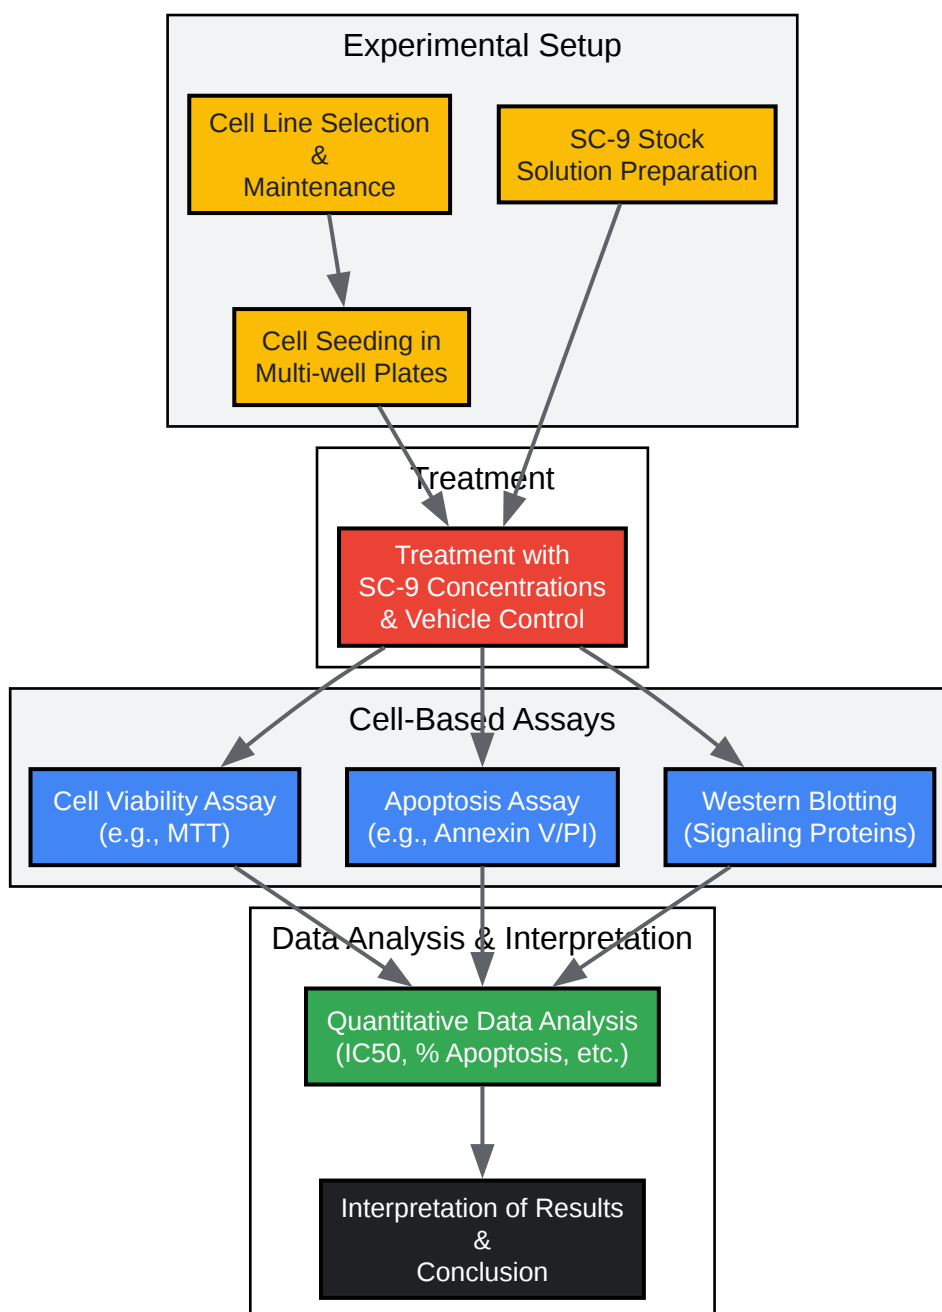 Experimental Setup
Cell Line Selection
&
Maintenance
SC-9 Stock
Solution Preparation
Cell Seeding in
Multi-well Plates
Treatment
Treatment with
SC-9 Concentrations
& Vehicle Control
Cell-Based Assays
Cell Viability Assay
(e.g., MTT)
Apoptosis Assay
(e.g., Annexin V/PI)
Western Blotting
(Signaling Proteins)
Data Analysis & Interpretation
Quantitative Data Analysis
(IC50, % Apoptosis, etc.)
Interpretation of Results
&
Conclusion